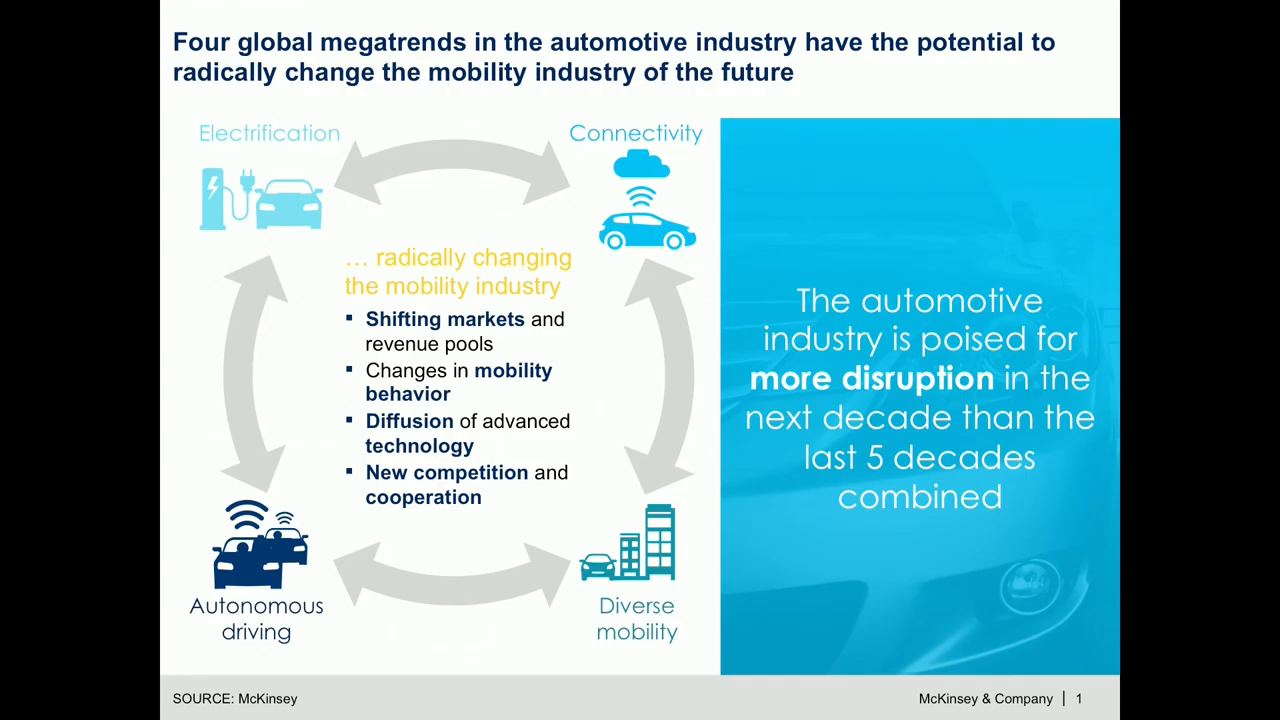 Four global megatrends in the automotive industry have the potential to
radically change the mobility industry of the future
Electrification
Connectivity
… radically changing
the mobility industry
▪ Shifting markets and
revenue pools
▪ Changes in mobility
behavior
▪ Diffusion of advanced
technology
▪ New competition and
cooperation
Autonomous
driving
Diverse
mobility
The automotive
industry is poised for
more disruption in the
next decade than the
last 5 decades
combined
SOURCE: McKinsey
McKinsey & Company | 1